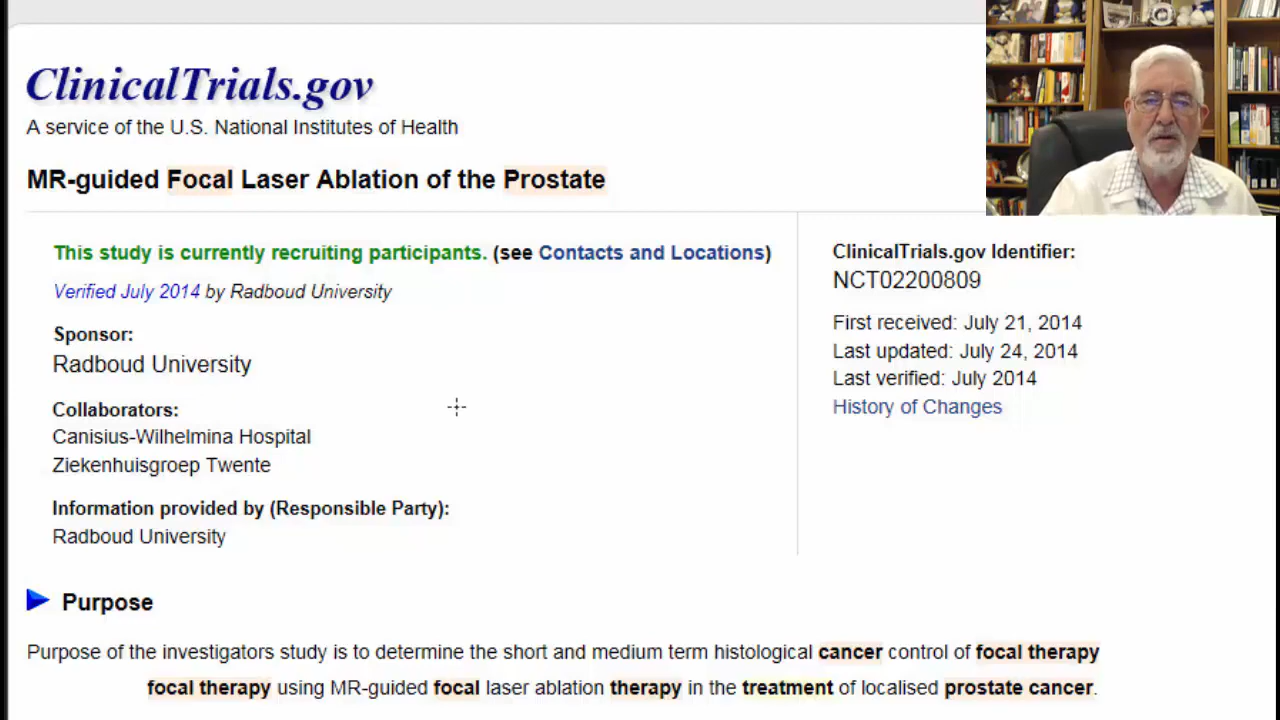 ClinicalTrials.gov
A service of the U.S. National Institutes of Health
MR-guided Focal Laser Ablation of the Prostate
This study is currently recruiting participants. (see Contacts and Locations)
Verified July 2014 by Radboud University
Sponsor:
Radboud University
Collaborators:
Canisius-Wilhelmina Hospital
Ziekenhuisgroep Twente
Information provided by (Responsible Party):
Radboud University
ClinicalTrials.gov Identifier:
NCT02200809
First received: July 21, 2014
Last updated: July 24, 2014
Last verified: July 2014
History of Changes
Purpose
Purpose of the investigators study is to determine the short and medium term histological cancer control of focal therapy
focal therapy using MR-guided focal laser ablation therapy in the treatment of localised prostate cancer.